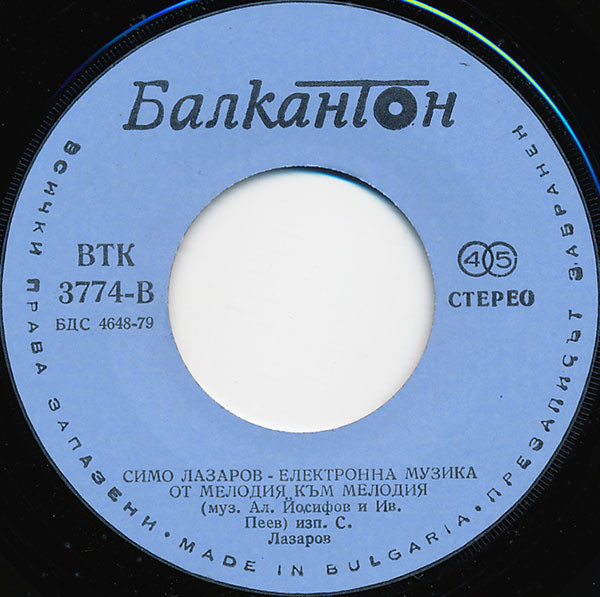 Балкантон
ВТК
3774-В
БДС 4648-79
45
СТЕРЕО
СИМО ЛАЗАРОВ - ЕЛЕКТРОННА МУЗИКА
ОТ МЕЛОДИЯ КЪМ МЕЛОДИЯ
(муз. Ал. Йосифов и Ив.
Пеев) изп. С.
Лазаров
ВСИЧКИ ПРАВА ЗАПАЗЕНИ · MADE IN BULGARIA · ПРЕЗАПИСЪТ ЗАБРАНЕН